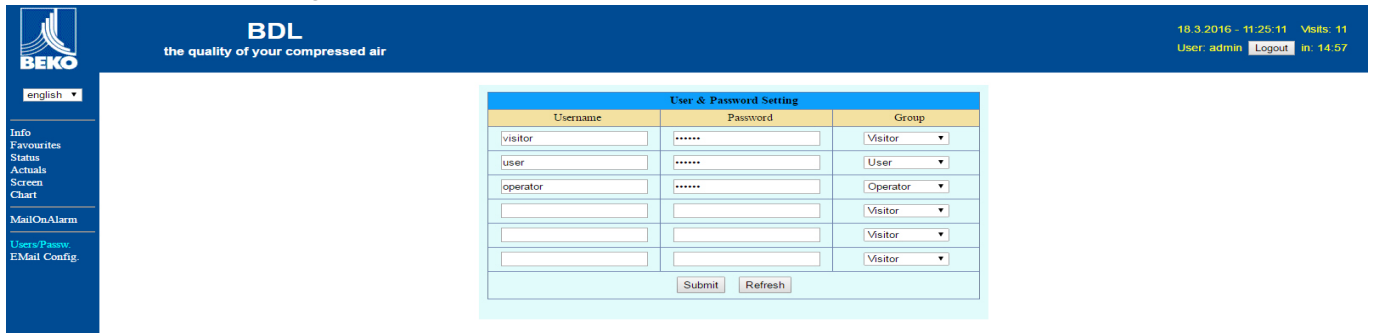 BEKO
BDL
the quality of your compressed air
18.3.2016 - 11:25:11 Visits: 11
User: admin Logout in: 14:57
english
Info
Favourites
Status
Actuals
Screen
Chart
MailOnAlarm
Users/Passw.
EMail Config.
User & Password Setting
Username Password Group
visitor •••••• Visitor
user •••••• User
operator •••••• Operator
Visitor
Visitor
Visitor
Submit Refresh